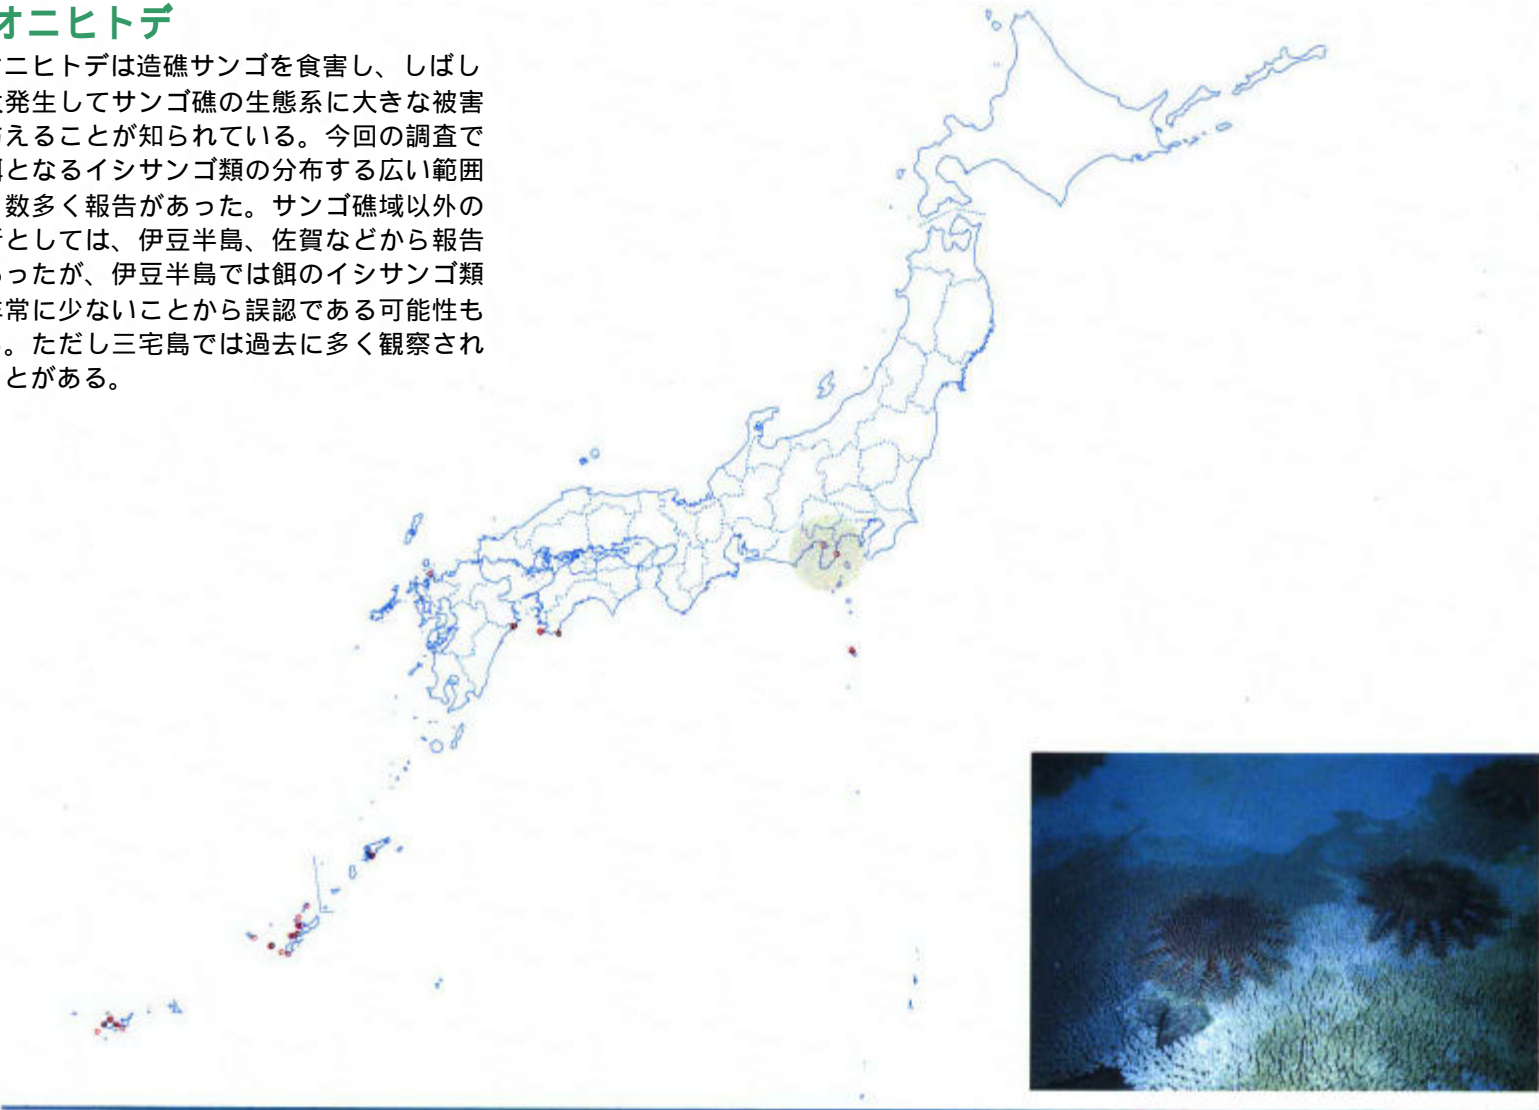 オニヒトデ
ニヒトデは造礁サンゴを食害し、しばし
発生してサンゴ礁の生態系に大きな被害
えることが知られている。今回の調査で
となるイシサンゴ類の分布する広い範囲
数多く報告があった。サンゴ礁域以外の
としては、伊豆半島、佐賀などから報告
ったが、伊豆半島では餌のイシサンゴ類
常に少ないことから誤認である可能性も
。ただし三宅島では過去に多く観察され
とがある。